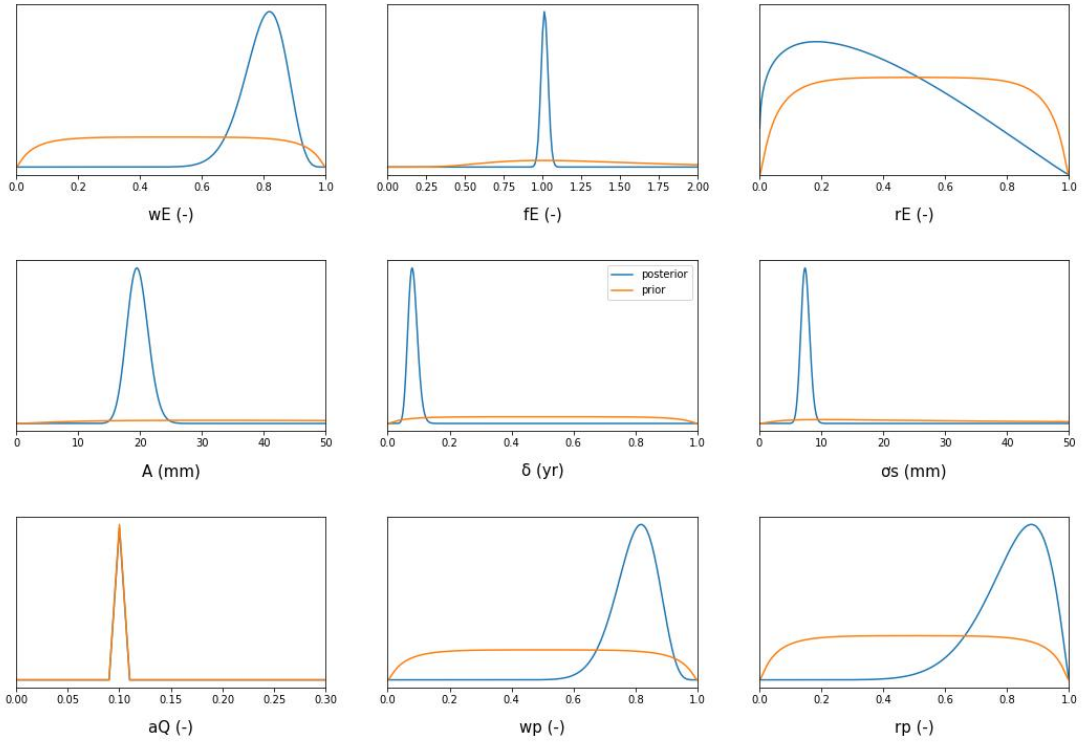 0.0 0.2 0.4 0.6 0.8 1.0
wE (-)
0.00 0.25 0.50 0.75 1.00 1.25 1.50 1.75 2.00
fE (-)
0.0 0.2 0.4 0.6 0.8 1.0
rE (-)
0 10 20 30 40 50
A (mm)
posterior
prior
0.0 0.2 0.4 0.6 0.8 1.0
δ (yr)
0 10 20 30 40 50
σs (mm)
0.00 0.05 0.10 0.15 0.20 0.25 0.30
aQ (-)
0.0 0.2 0.4 0.6 0.8 1.0
wp (-)
0.0 0.2 0.4 0.6 0.8 1.0
rp (-)